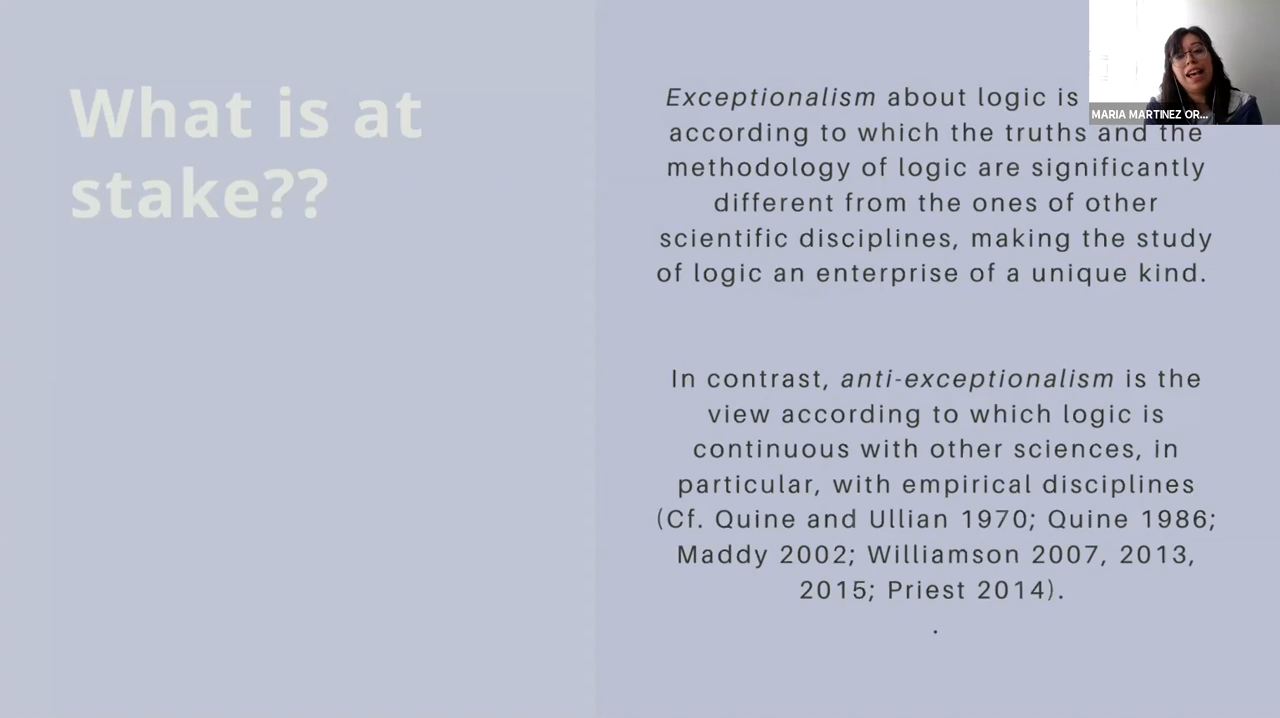 What is at
stake??
Exceptionalism about logic is
according to which the truths and the
methodology of logic are significantly
different from the ones of other
scientific disciplines, making the study
of logic an enterprise of a unique kind.
In contrast, anti-exceptionalism is the
view according to which logic is
continuous with other sciences, in
particular, with empirical disciplines
(Cf. Quine and Ullian 1970; Quine 1986;
Maddy 2002; Williamson 2007, 2013,
2015; Priest 2014).
.
MARIA MARTINEZ OR...